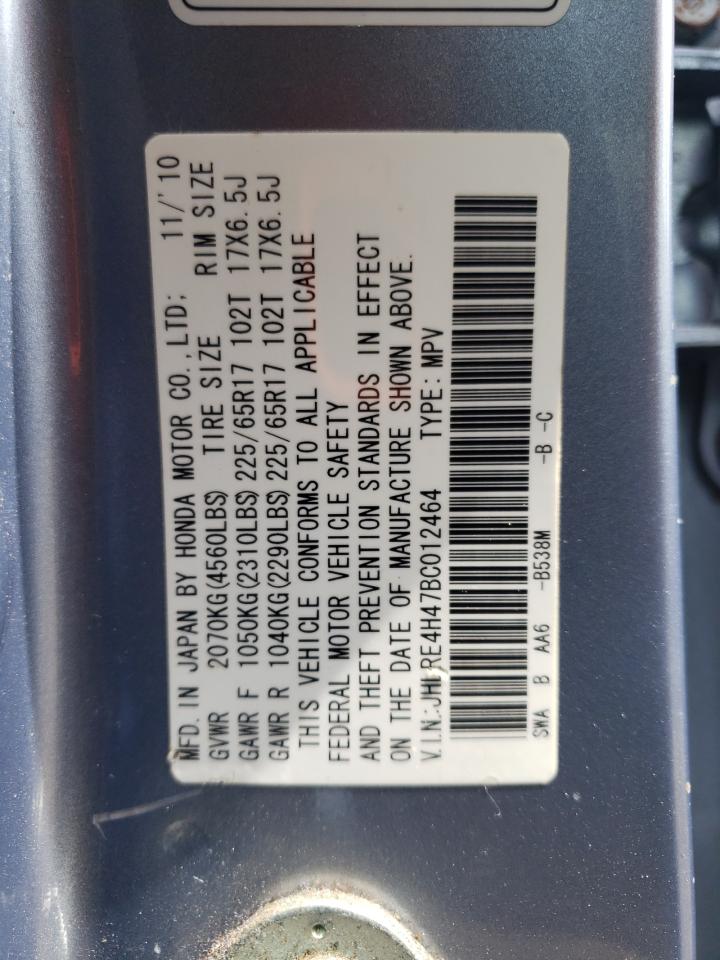 MFD. IN JAPAN BY HONDA MOTOR CO.,LTD; 11/'10
GVWR 2070KG(4560LBS) TIRE SIZE RIM SIZE
GAWR F 1050KG(2310LBS) 225/65R17 102T 17X6.5J
GAWR R 1040KG(2290LBS) 225/65R17 102T 17X6.5J
THIS VEHICLE CONFORMS TO ALL APPLICABLE
FEDERAL MOTOR VEHICLE SAFETY
AND THEFT PREVENTION STANDARDS IN EFFECT
ON THE DATE OF MANUFACTURE SHOWN ABOVE.
V.I.N.:JHLRE4H47BC012464 TYPE:MPV
SWA B AA6 -B538M -B -C